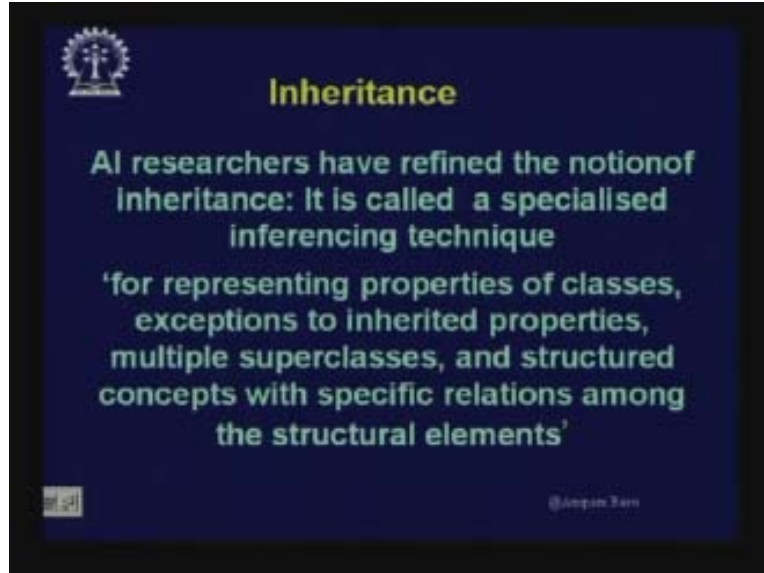 Inheritance
AI researchers have refined the notionof
inheritance: It is called a specialised
inferencing technique
‘for representing properties of classes,
exceptions to inherited properties,
multiple superclasses, and structured
concepts with specific relations among
the structural elements’